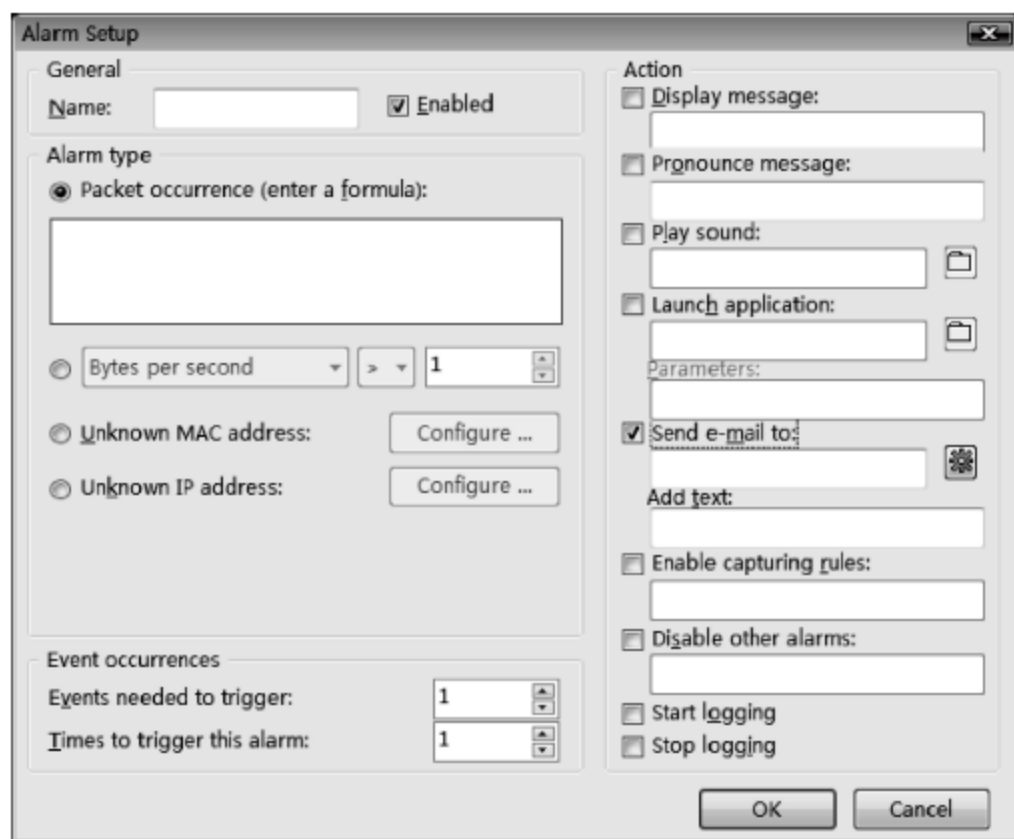 Alarm Setup
General
Name:
Enabled
Alarm type
Packet occurrence (enter a formula):
Bytes per second
>
1
Unknown MAC address:
Configure ...
Unknown IP address:
Configure ...
Event occurrences
Events needed to trigger:
1
Times to trigger this alarm:
1
Action
Display message:
Pronounce message:
Play sound:
Launch application:
Parameters:
Send e-mail to:
Add text:
Enable capturing rules:
Disable other alarms:
Start logging
Stop logging
OK
Cancel